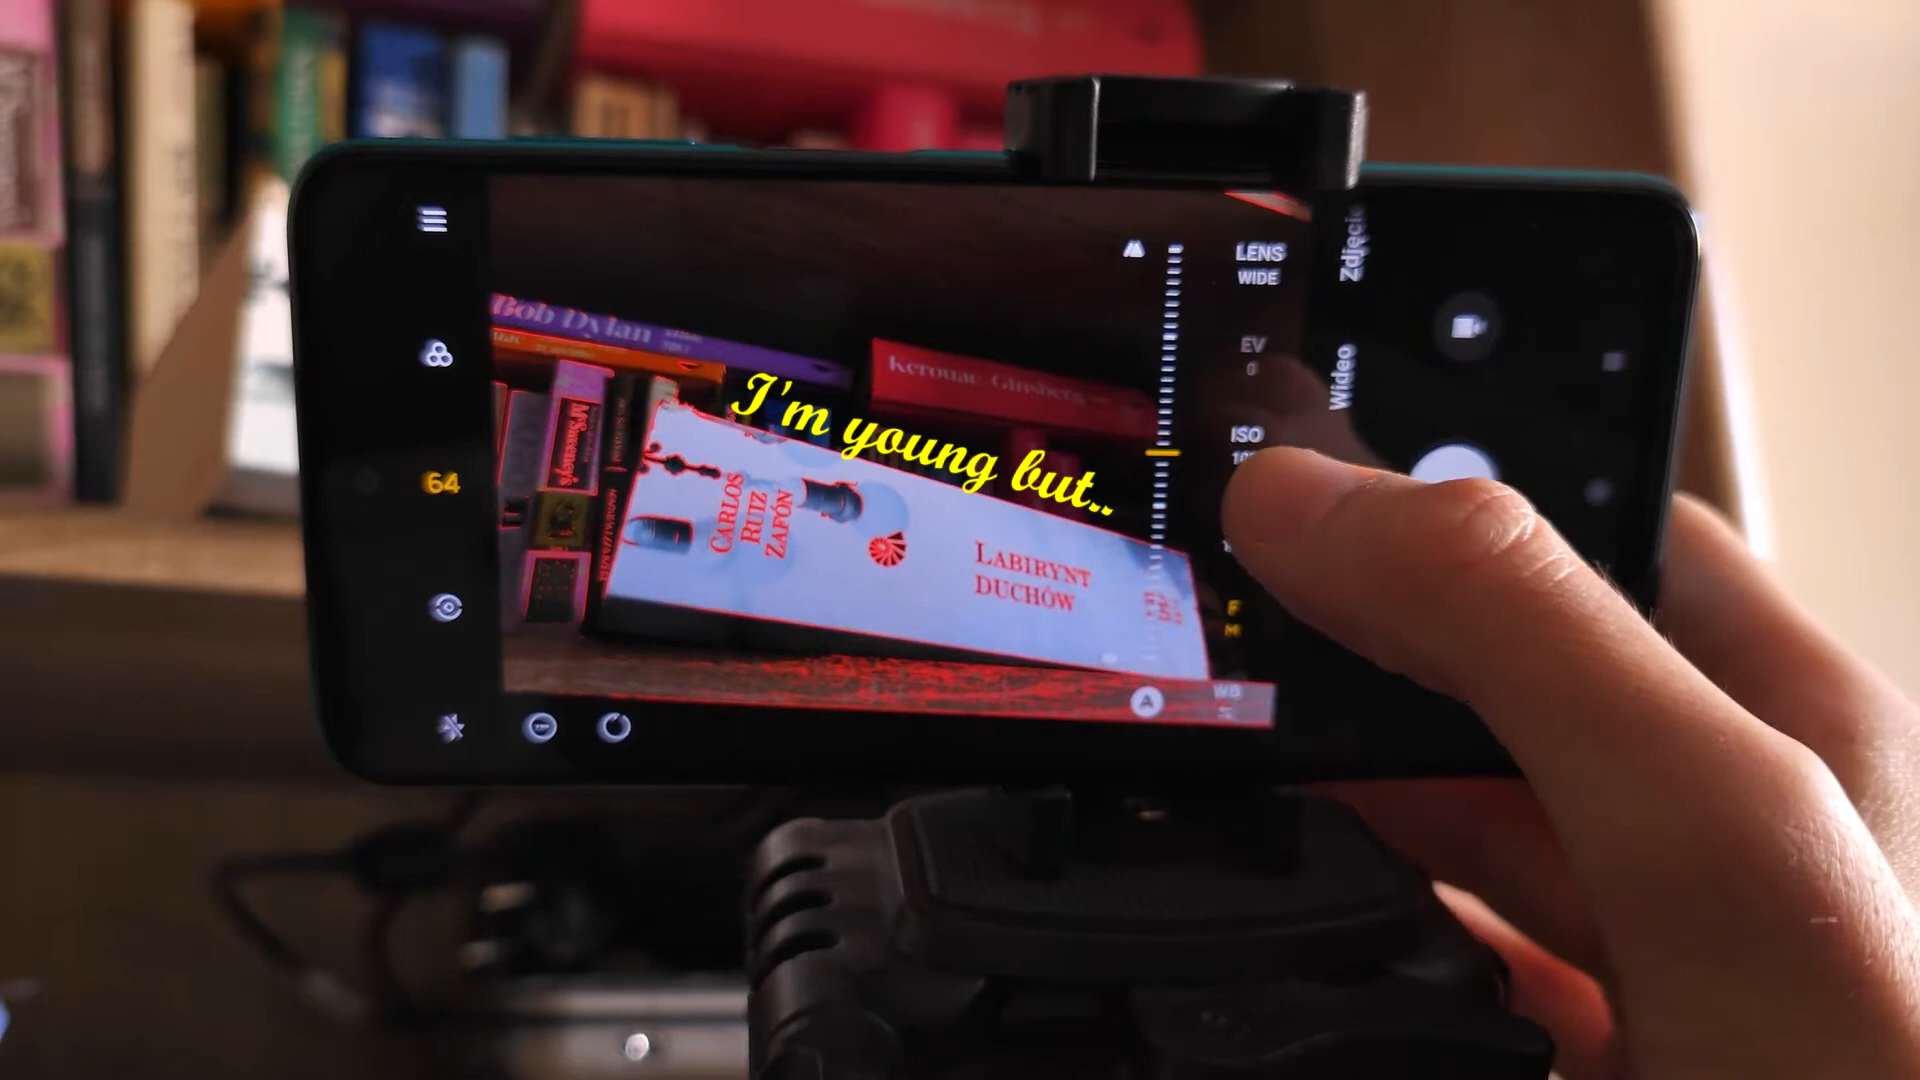 LENS
WIDE
Zdjęcie
EV
0
Wideo
ISO
64
Bob Dylan
Kerouac Ginsberg
I'm young but..
McSweeney's
CARLOS
RUIZ
ZAFÓN
LABIRYNT
DUCHÓW
F
M
A
WB